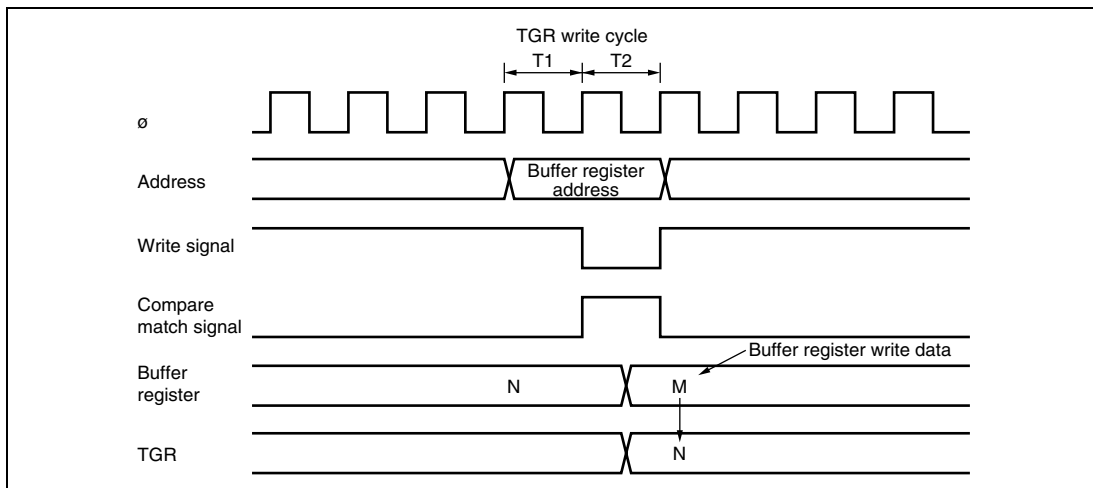 TGR write cycle
T1 T2
ø
Address
Buffer register
address
Write signal
Compare
match signal
Buffer register write data
Buffer
register
N M
TGR
N